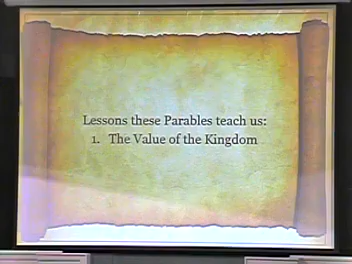 Lessons these Parables teach us:
1. The Value of the Kingdom